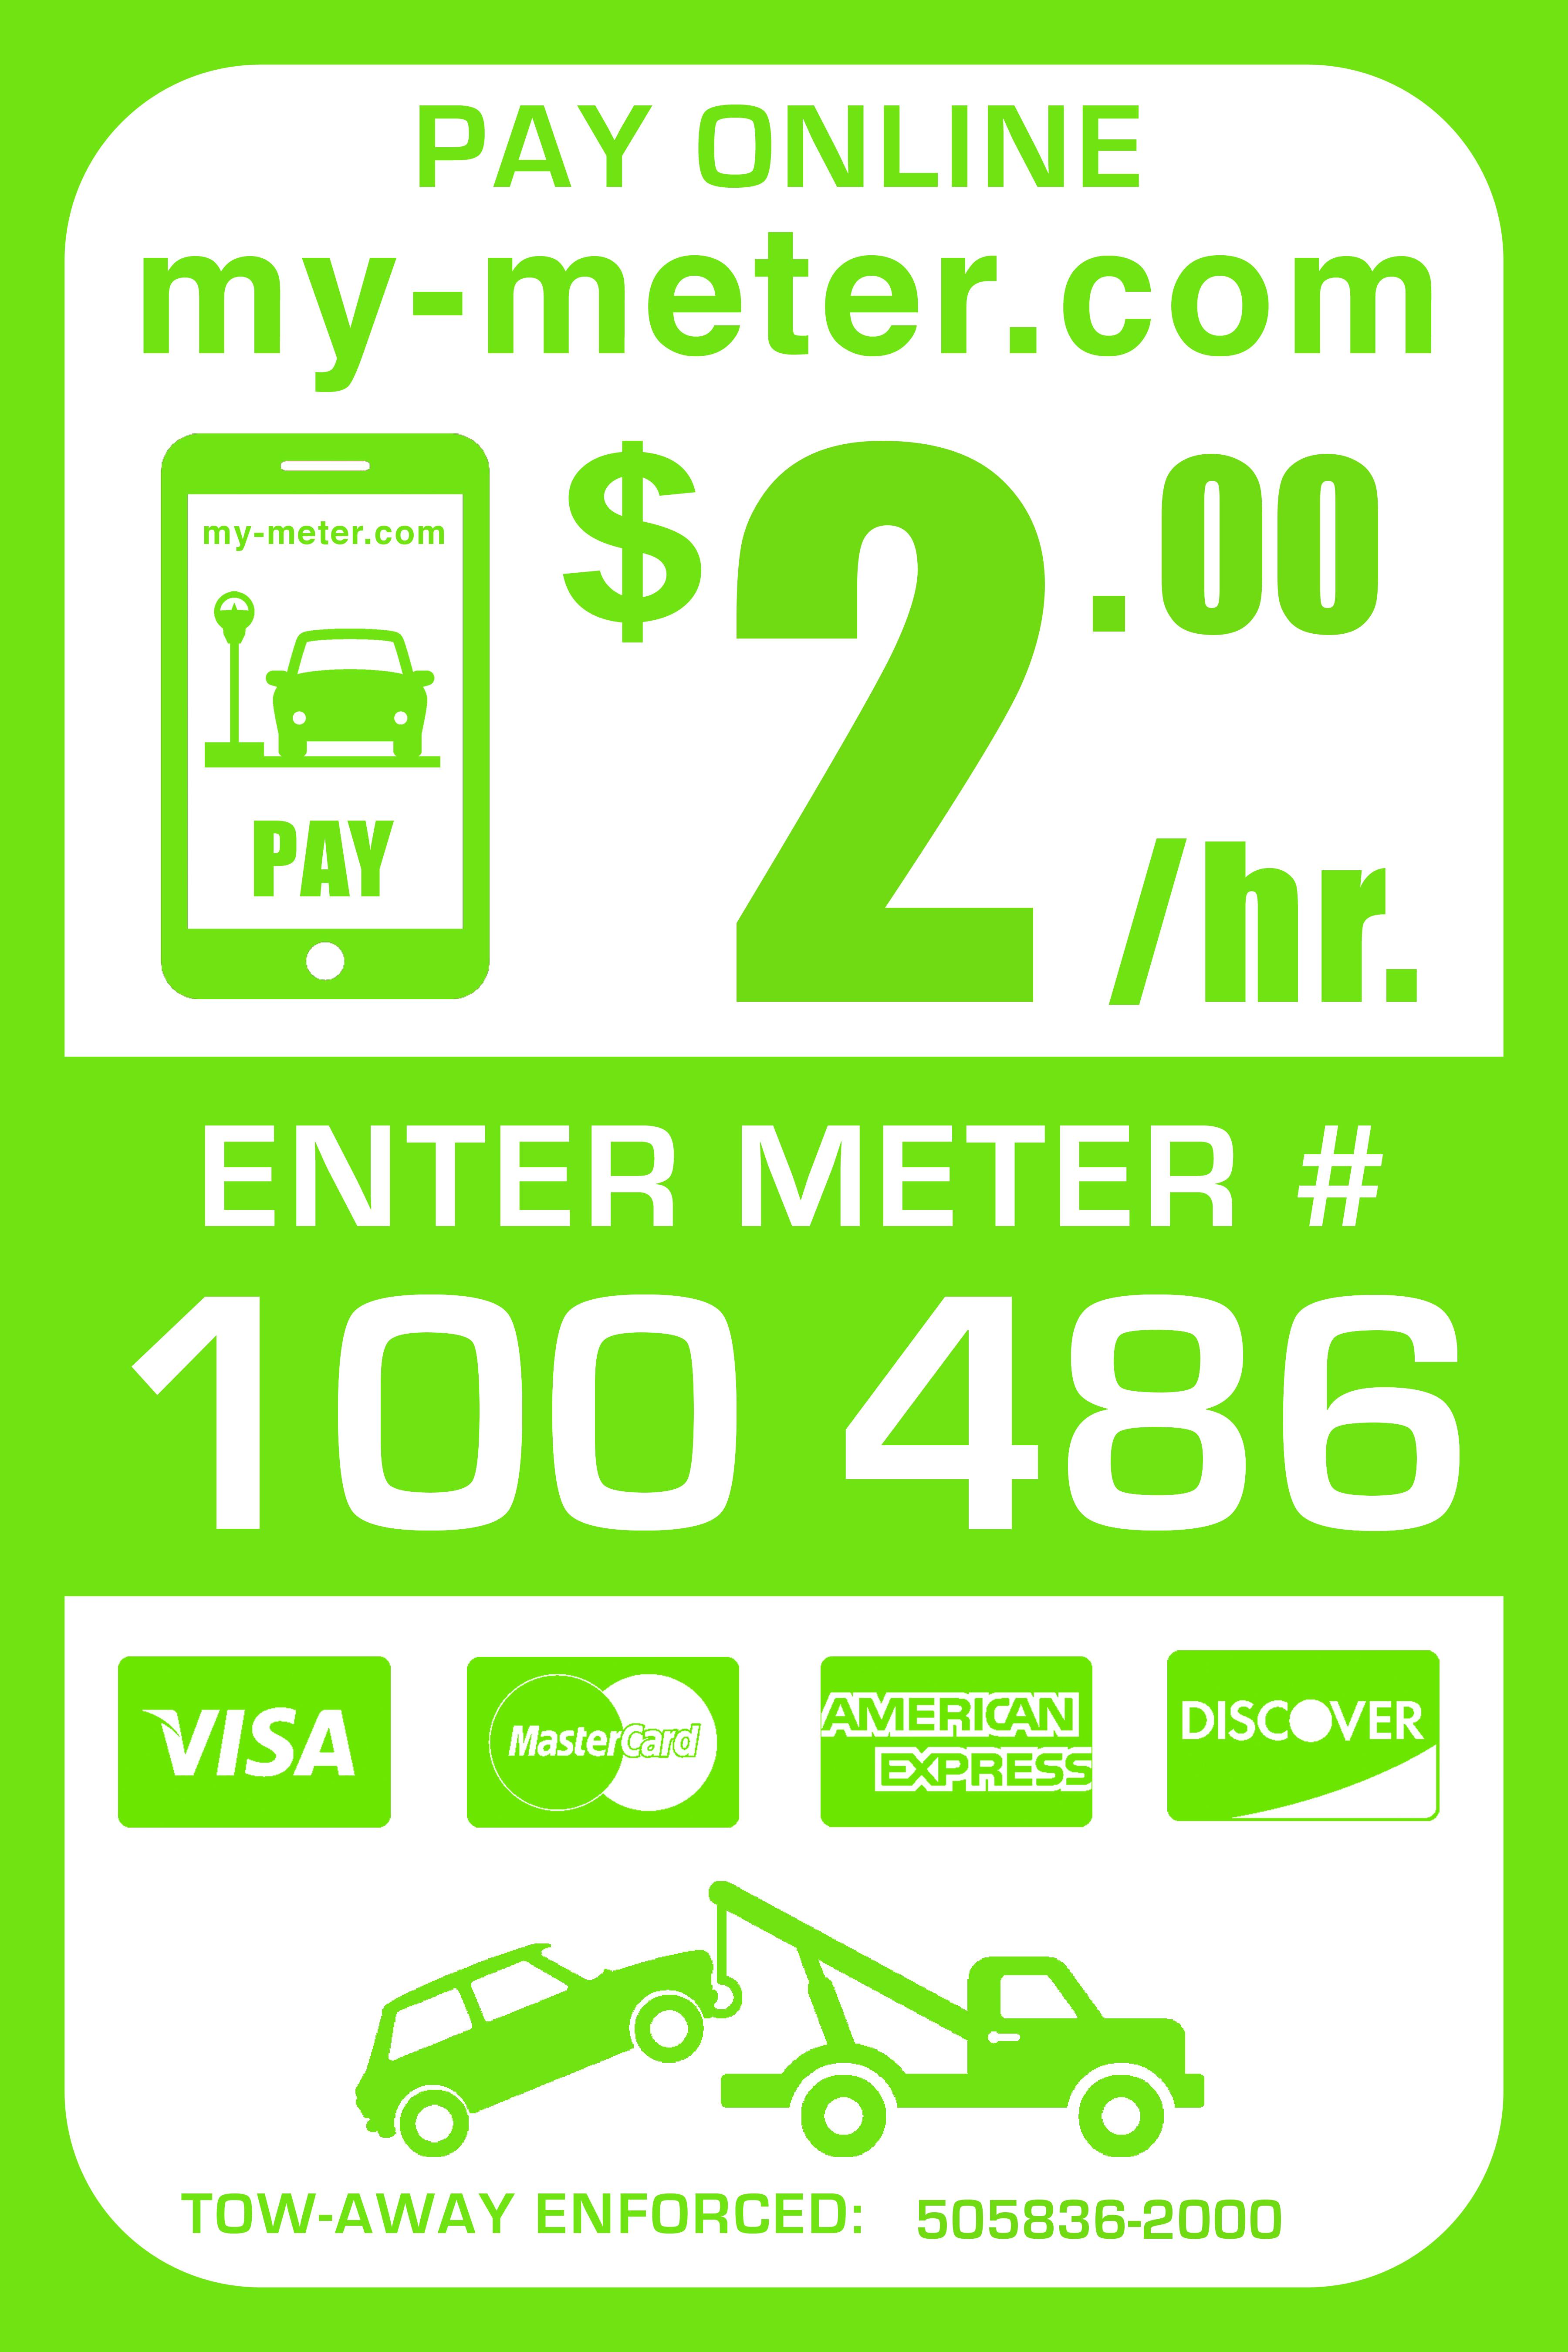 PAY ONLINE
my-meter.com
my-meter.com
PAY
$2.00
/hr.
ENTER METER #
100 486
VISA
MasterCard
AMERICAN
EXPRESS
DISCOVER
TOW-AWAY ENFORCED: 505836-2000